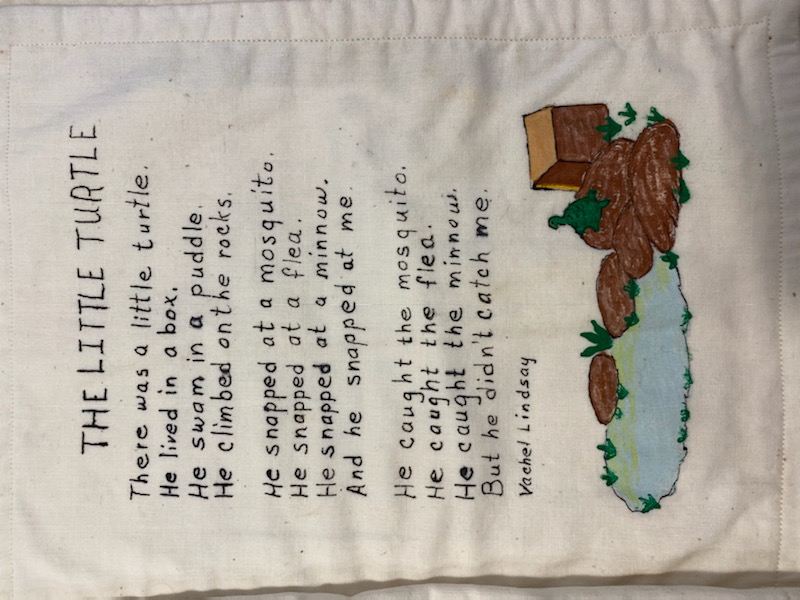 THE LITTLE TURTLE
There was a little turtle.
He lived in a box.
He swam in a puddle.
He climbed on the rocks.
He snapped at a mosquito.
He snapped at a flea.
He snapped at a minnow.
And he snapped at me.
He caught the mosquito.
He caught the flea.
He caught the minnow.
But he didn't catch me.
Vachel Lindsay